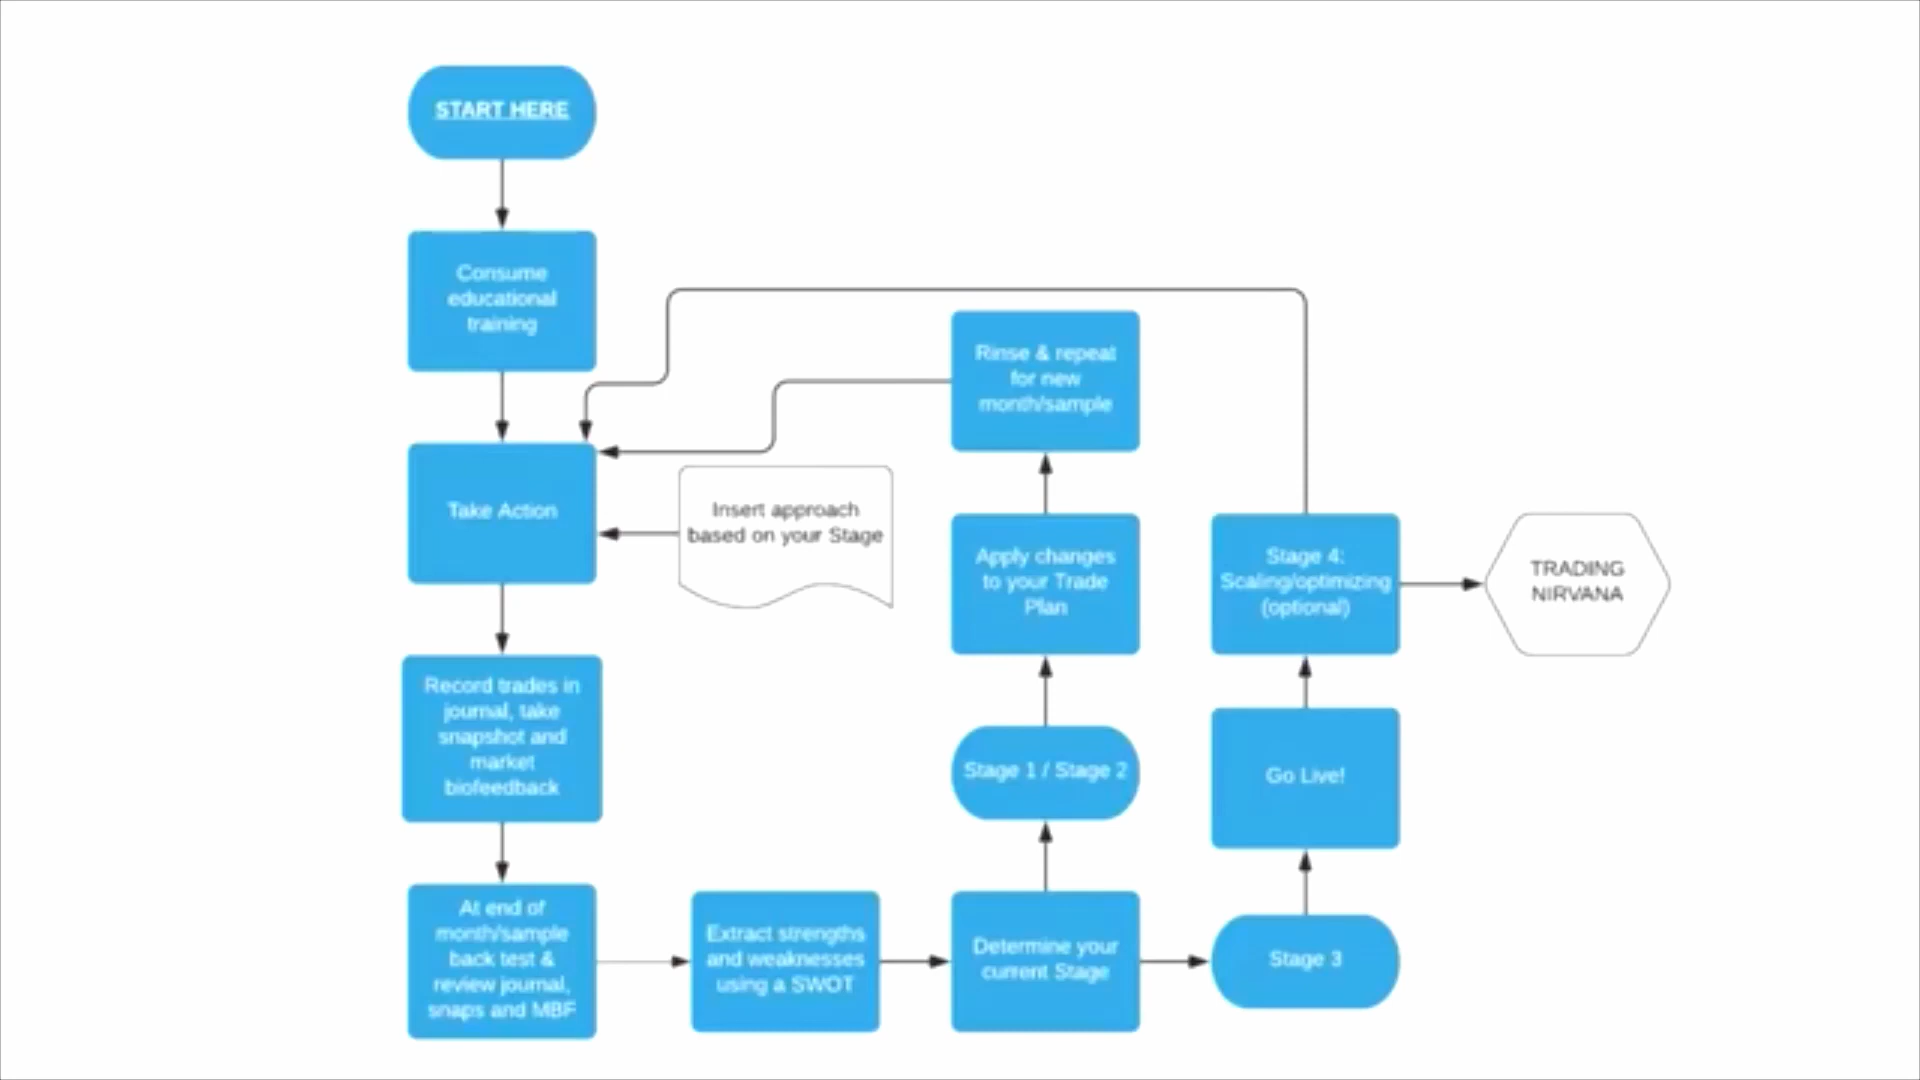 START HERE
Consume
educational
training
Take Action
Insert approach
based on your Stage
Record trades in
journal, take
snapshot and
market
biofeedback
At end of
month/sample
back test &
review journal,
snaps and MBF
Extract strengths
and weaknesses
using a SWOT
Determine your
current Stage
Stage 1 / Stage 2
Apply changes
to your Trade
Plan
Rinse & repeat
for new
month/sample
Stage 3
Go Live!
Stage 4:
Scaling/optimizing
(optional)
TRADING
NIRVANA